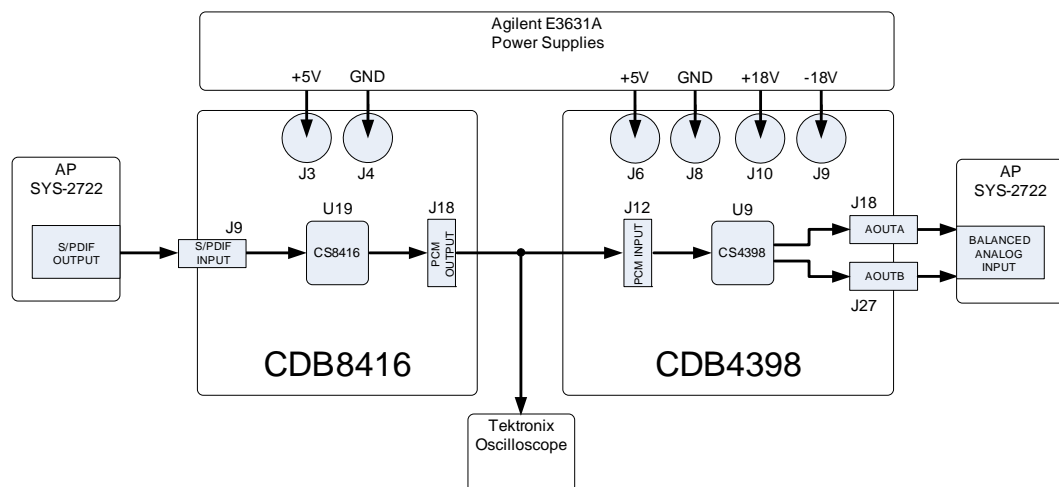 Agilent E3631A
Power Supplies
+5V
GND
+5V
GND
+18V
-18V
J3
J4
J6
J8
J10
J9
AP
SYS-2722
S/PDIF
OUTPUT
J9
S/PDIF
INPUT
U19
CS8416
J18
PCM
OUTPUT
J12
PCM INPUT
U9
CS4398
J18
AOUTA
AOUTB
J27
AP
SYS-2722
BALANCED
ANALOG
INPUT
CDB8416
CDB4398
Tektronix
Oscilloscope